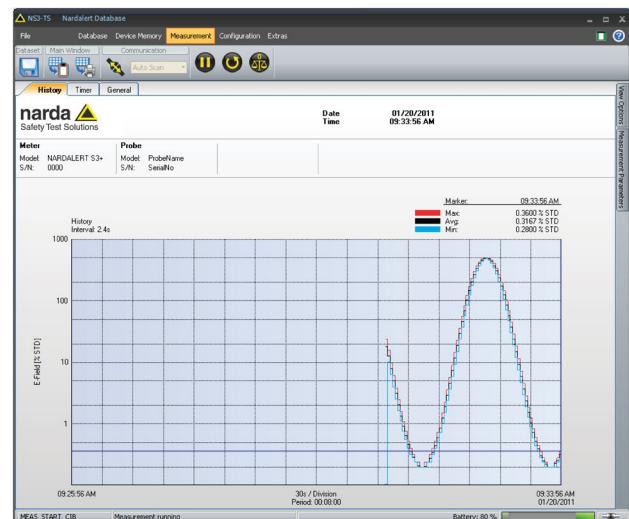 NS3-TS Nardalert Database
File Database Device Memory Measurement Configuration Extras
Dataset Main Window Communication
Auto Scan
History Timer General
narda
Safety Test Solutions
Date 01/20/2011
Time 09:33:56 AM
Meter Probe
Model: NARDALERT S3+ Model: ProbeName
S/N: 0000 S/N: SerialNo
View Options
Measurement Parameters
Marker: 09:33:56 AM
Max: 0.3600 % STD
Avg: 0.3167 % STD
Min: 0.2800 % STD
History
Interval: 2.4s
1000
100
10
1
E-Field [% STD]
09:25:56 AM 30s / Division 09:33:56 AM
Period: 00:08:00 01/20/2011
MEAS_START_CIB Measurement running Battery: 80 %